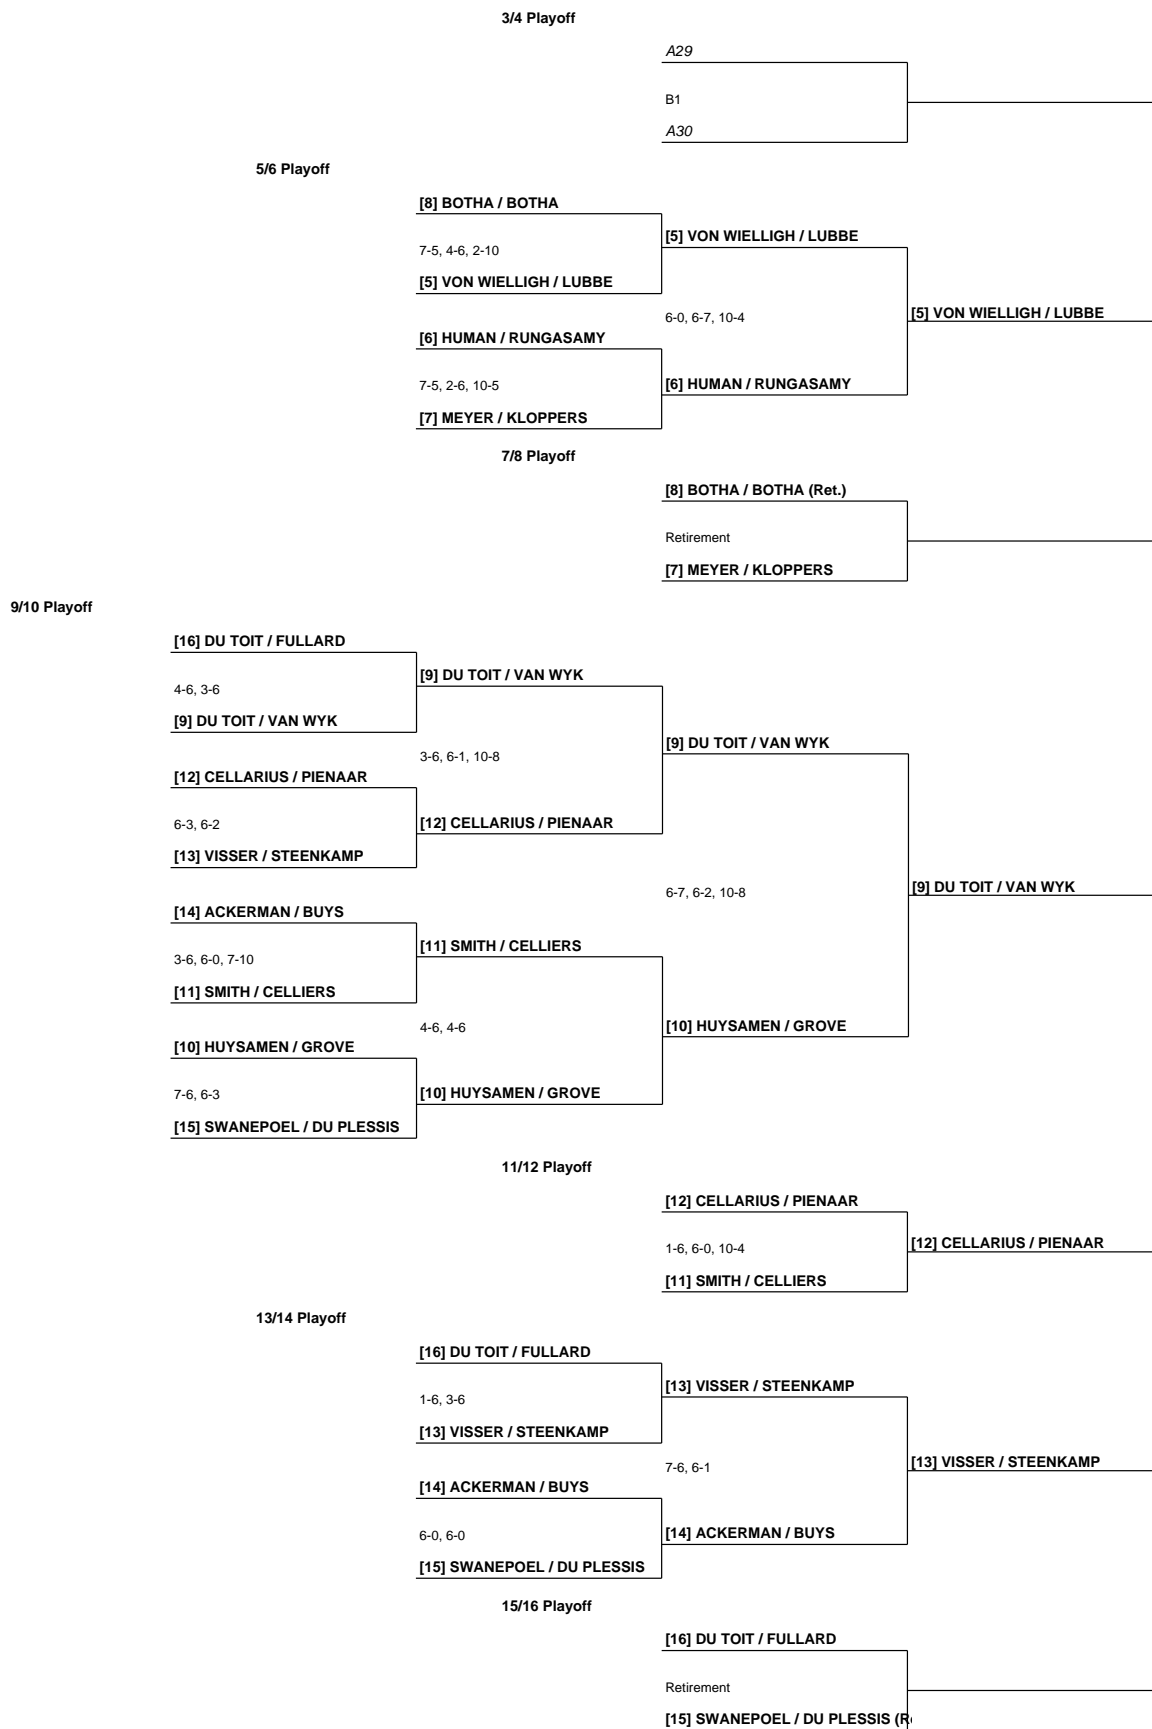 3/4 Playoff
A29
B1
A30
5/6 Playoff
[8] BOTHA / BOTHA
[5] VON WIELLIGH / LUBBE
7-5, 4-6, 2-10
[5] VON WIELLIGH / LUBBE
[5] VON WIELLIGH / LUBBE
6-0, 6-7, 10-4
[6] HUMAN / RUNGASAMY
[6] HUMAN / RUNGASAMY
7-5, 2-6, 10-5
[7] MEYER / KLOPPERS
7/8 Playoff
[8] BOTHA / BOTHA (Ret.)
Retirement
[7] MEYER / KLOPPERS
9/10 Playoff
[16] DU TOIT / FULLARD
[9] DU TOIT / VAN WYK
4-6, 3-6
[9] DU TOIT / VAN WYK
[9] DU TOIT / VAN WYK
3-6, 6-1, 10-8
[12] CELLARIUS / PIENAAR
[12] CELLARIUS / PIENAAR
6-3, 6-2
[13] VISSER / STEENKAMP
[9] DU TOIT / VAN WYK
6-7, 6-2, 10-8
[14] ACKERMAN / BUYS
[11] SMITH / CELLIERS
3-6, 6-0, 7-10
[11] SMITH / CELLIERS
[10] HUYSAMEN / GROVE
4-6, 4-6
[10] HUYSAMEN / GROVE
[10] HUYSAMEN / GROVE
7-6, 6-3
[15] SWANEPOEL / DU PLESSIS
11/12 Playoff
[12] CELLARIUS / PIENAAR
[12] CELLARIUS / PIENAAR
1-6, 6-0, 10-4
[11] SMITH / CELLIERS
13/14 Playoff
[16] DU TOIT / FULLARD
[13] VISSER / STEENKAMP
1-6, 3-6
[13] VISSER / STEENKAMP
[13] VISSER / STEENKAMP
7-6, 6-1
[14] ACKERMAN / BUYS
[14] ACKERMAN / BUYS
6-0, 6-0
[15] SWANEPOEL / DU PLESSIS
15/16 Playoff
[16] DU TOIT / FULLARD
Retirement
[15] SWANEPOEL / DU PLESSIS